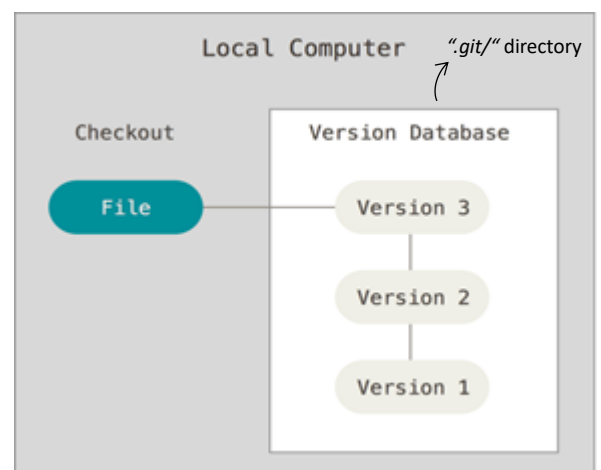 Local Computer
“.git/“ directory
Checkout
Version Database
File
Version 3
Version 2
Version 1